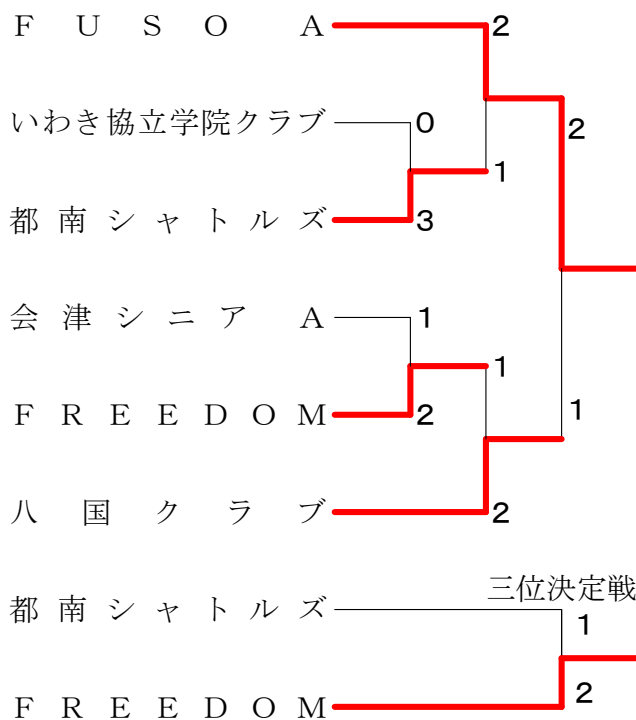 FUSO A 2
いわき協立学院クラブ 0 2
1
都南シャトルズ 3
会津シニアA 1
1
FREEDOM 2 1
八国クラブ 2
三位決定戦
都南シャトルズ 1
FREEDOM 2